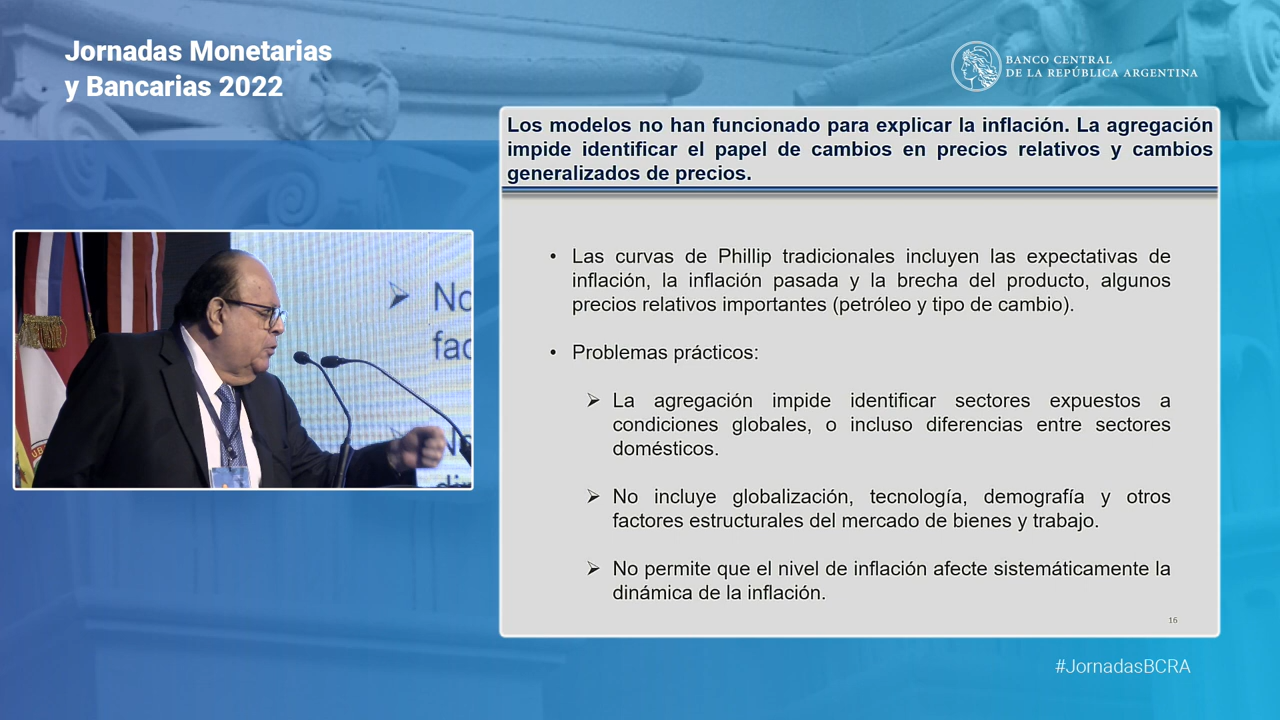 Jornadas Monetarias
y Bancarias 2022
BANCO CENTRAL
DE LA REPÚBLICA ARGENTINA
Los modelos no han funcionado para explicar la inflación. La agregación
impide identificar el papel de cambios en precios relativos y cambios
generalizados de precios.
• Las curvas de Phillip tradicionales incluyen las expectativas de
inflación, la inflación pasada y la brecha del producto, algunos
precios relativos importantes (petróleo y tipo de cambio).
• Problemas prácticos:
➢ La agregación impide identificar sectores expuestos a
condiciones globales, o incluso diferencias entre sectores
domésticos.
➢ No incluye globalización, tecnología, demografía y otros
factores estructurales del mercado de bienes y trabajo.
➢ No permite que el nivel de inflación afecte sistemáticamente la
dinámica de la inflación.
16
➢ No
fac
#JornadasBCRA